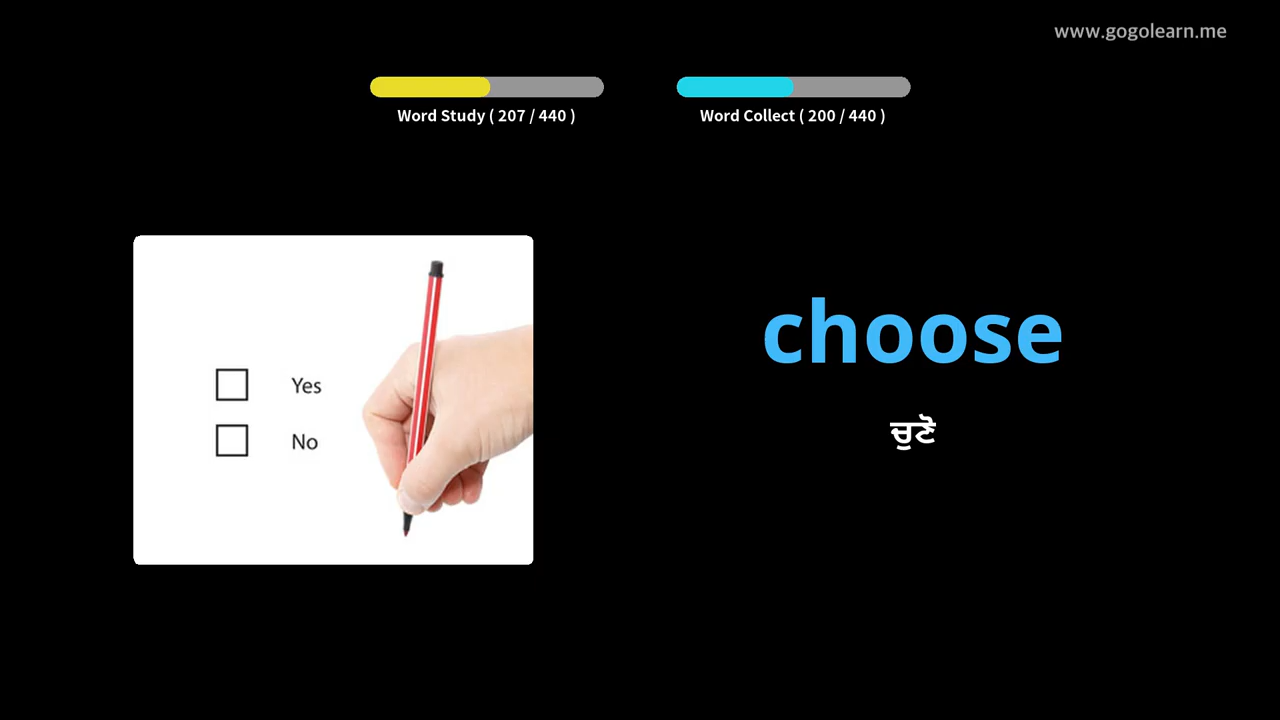 www.gogolearn.me
Word Study ( 207 / 440 )
Word Collect ( 200 / 440 )
Yes
No
choose
ਚੁਣੋ